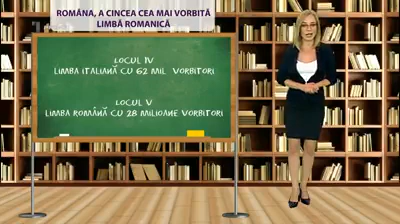 ROMÂNA, A CINCEA CEA MAI VORBITĂ
LIMBĂ ROMANICĂ
LOCUL IV
LIMBA ITALIANĂ CU 62 MIL VORBITORI
LOCUL V
LIMBA ROMÂNĂ CU 28 MILIOANE VORBITORI